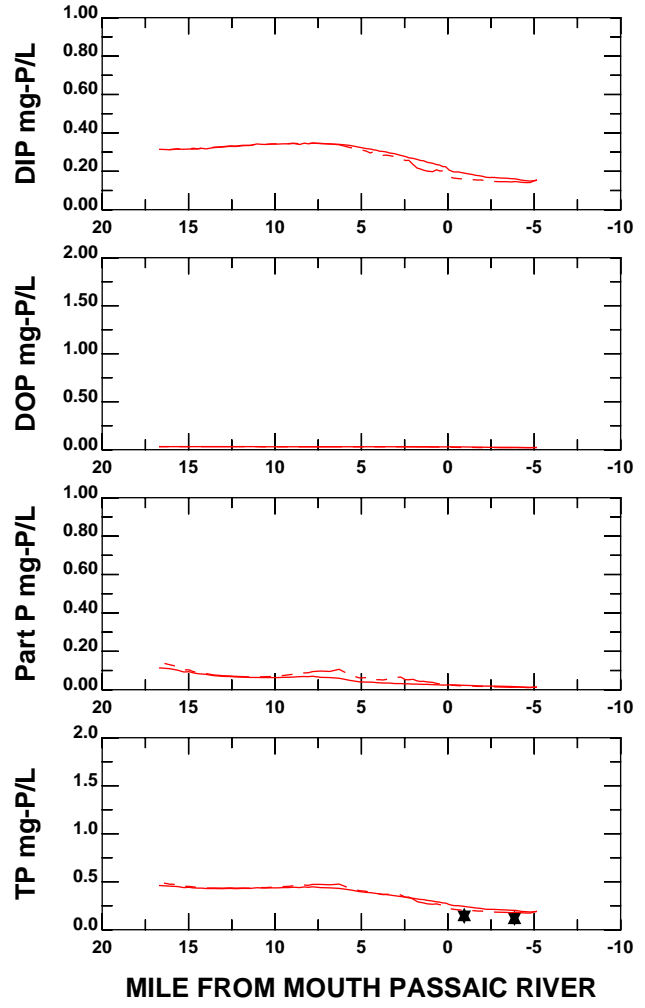 DIP mg-P/L
1.00
0.80
0.60
0.40
0.20
0.00
20 15 10 5 0 -5 -10
DOP mg-P/L
2.00
1.50
1.00
0.50
0.00
20 15 10 5 0 -5 -10
Part P mg-P/L
1.00
0.80
0.60
0.40
0.20
0.00
20 15 10 5 0 -5 -10
TP mg-P/L
2.0
1.5
1.0
0.5
0.0
20 15 10 5 0 -5 -10
MILE FROM MOUTH PASSAIC RIVER